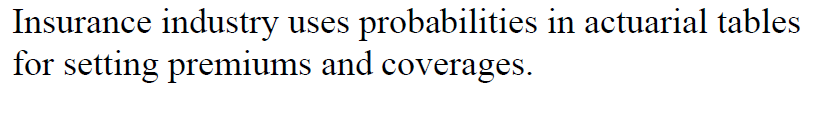 Insurance industry uses probabilities in actuarial tables
for setting premiums and coverages.